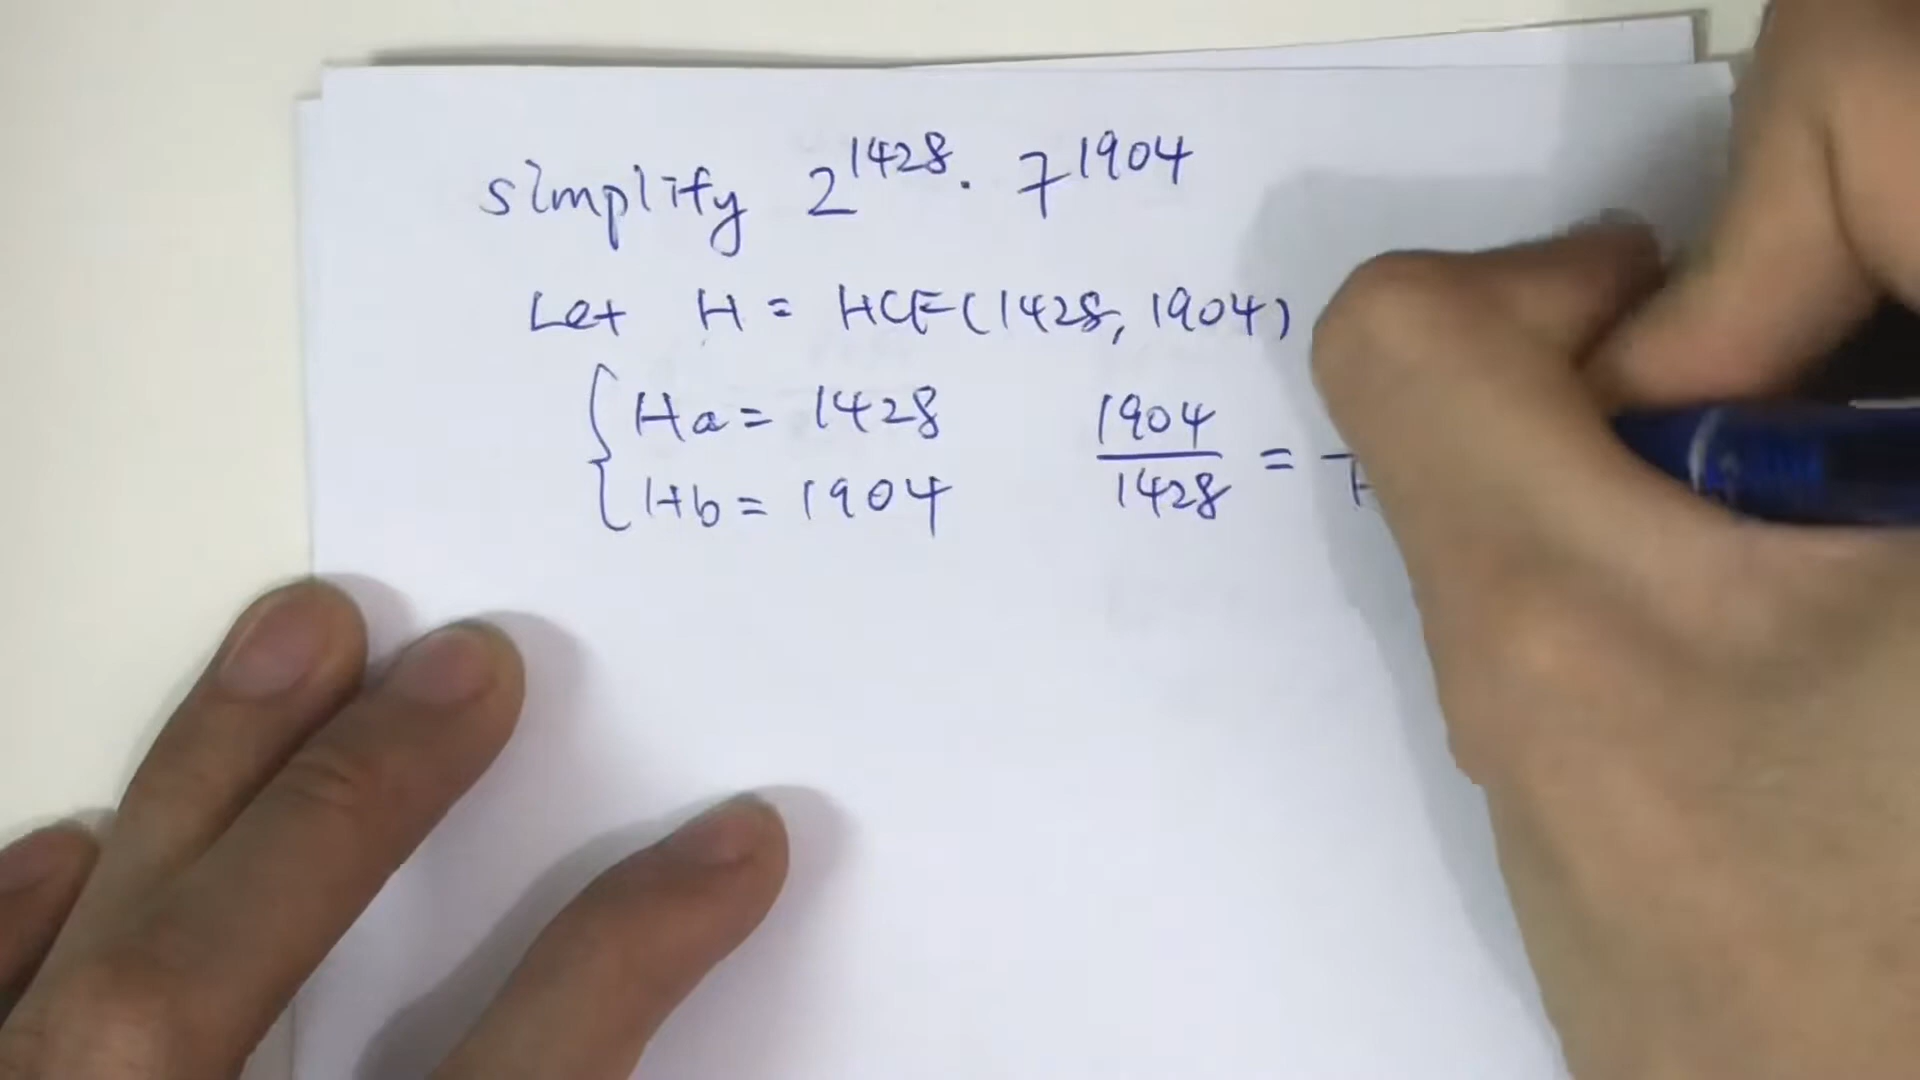 simplify 2^1428 · 7^1904
Let H = HCF(1428, 1904)
{ Ha = 1428
Hb = 1904
1904/1428 =